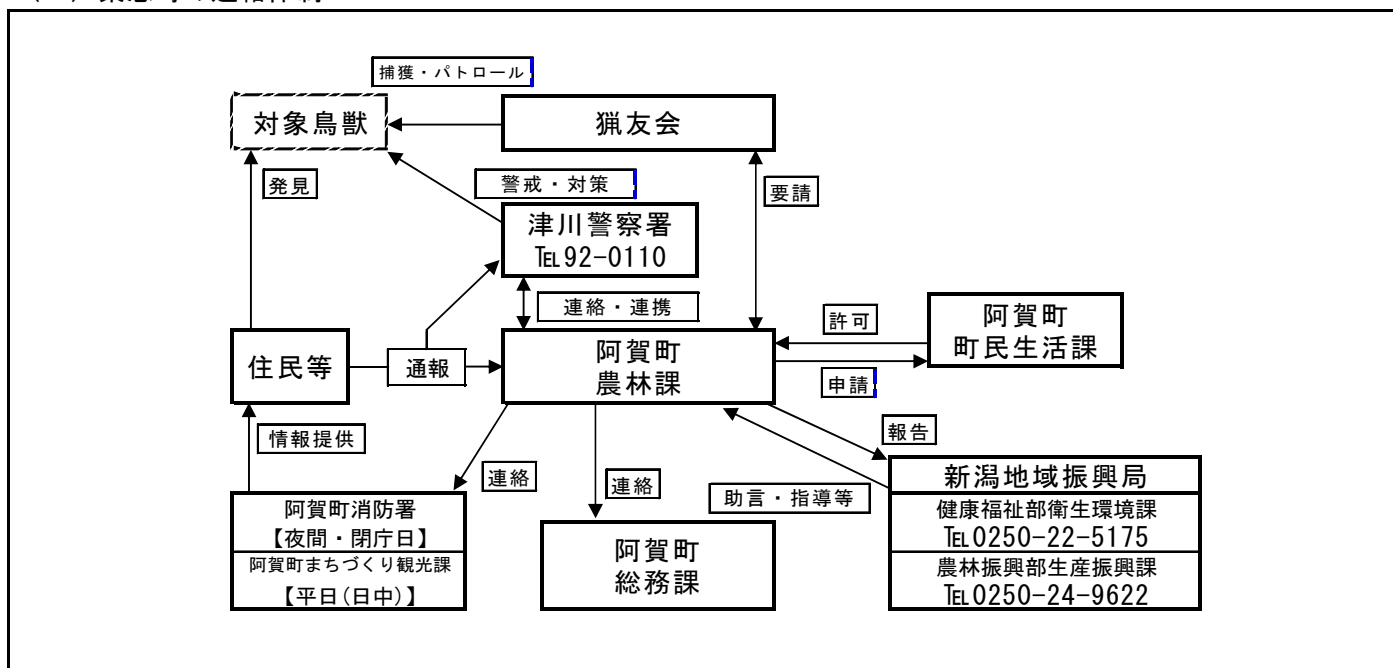 捕獲・パトロール
対象鳥獣
猟友会
発見
警戒・対策
要請
津川警察署
℡92-0110
連絡・連携
許可
阿賀町
町民生活課
住民等
通報
阿賀町
農林課
申請
情報提供
報告
連絡
連絡
助言・指導等
新潟地域振興局
健康福祉部衛生環境課
℡0250-22-5175
農林振興部生産振興課
℡0250-24-9622
阿賀町消防署
【夜間・閉庁日】
阿賀町まちづくり観光課
【平日(日中)】
阿賀町
総務課